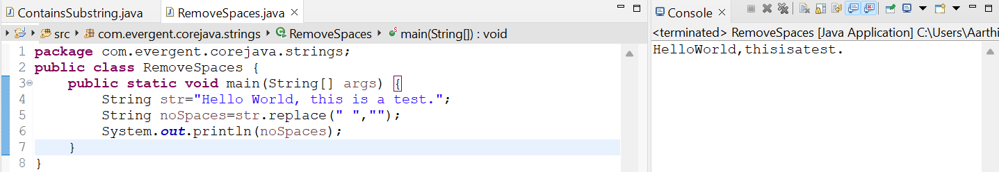 ContainsSubstring.java
RemoveSpaces.java
src
com.evergent.corejava.strings
RemoveSpaces
main(String[]) : void
1 package com.evergent.corejava.strings;
2 public class RemoveSpaces {
3 public static void main(String[] args) {
4 String str="Hello World, this is a test.";
5 String noSpaces=str.replace(" ","");
6 System.out.println(noSpaces);
7 }
8 }
Console
<terminated> RemoveSpaces [Java Application] C:\Users\Aarthi
HelloWorld,thisisatest.